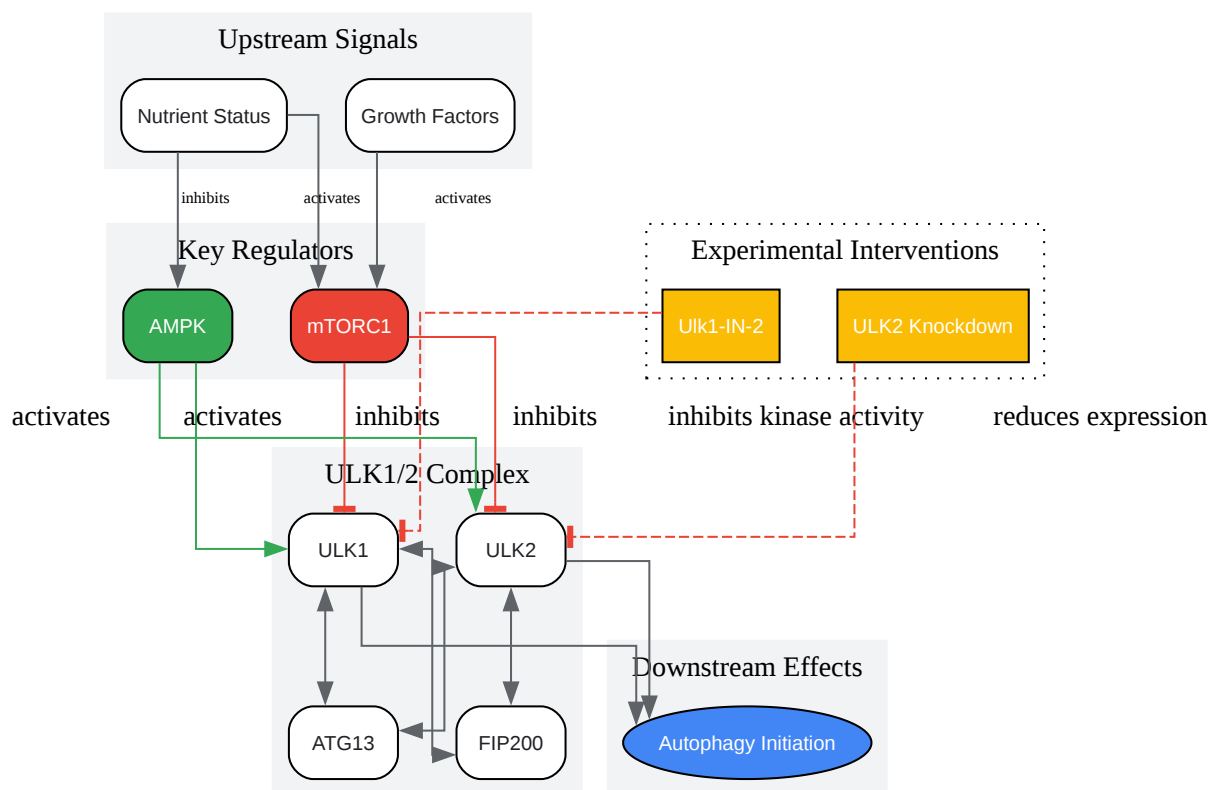 Upstream Signals
Nutrient Status
Growth Factors
inhibits
activates
activates
Key Regulators
Experimental Interventions
AMPK
mTORC1
Ulk1-IN-2
ULK2 Knockdown
activates
activates
inhibits
inhibits
inhibits kinase activity
reduces expression
ULK1/2 Complex
ULK1
ULK2
Downstream Effects
ATG13
FIP200
Autophagy Initiation